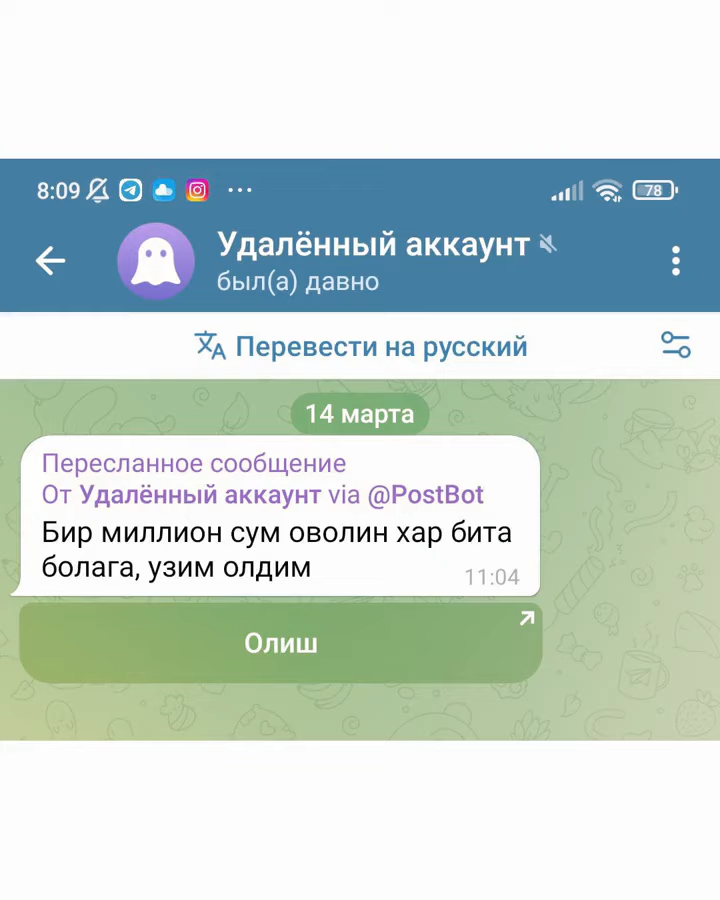 8:09 ... 78
Удалённый аккаунт
был(а) давно
Перевести на русский
14 марта
Пересланное сообщение
От Удалённый аккаунт via @PostBot
Бир миллион сум оволин хар бита
болага, узим олдим
11:04
Олиш